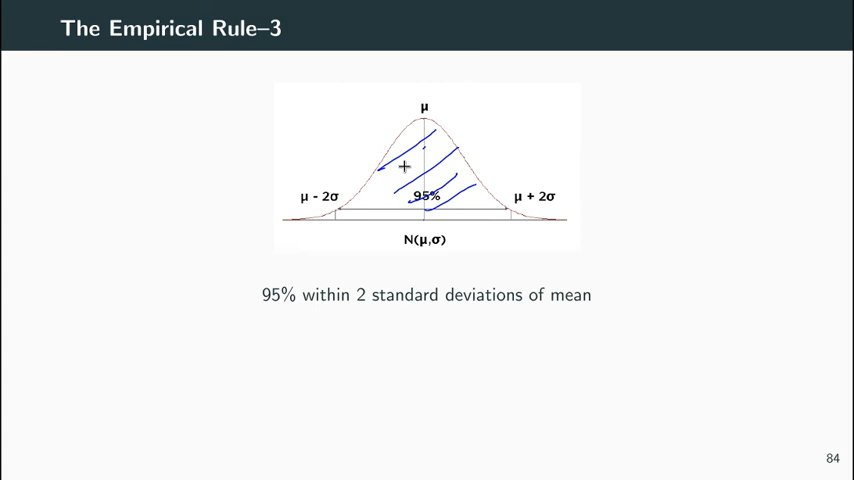 The Empirical Rule–3
μ
μ - 2σ 95% μ + 2σ
N(μ,σ)
95% within 2 standard deviations of mean
84